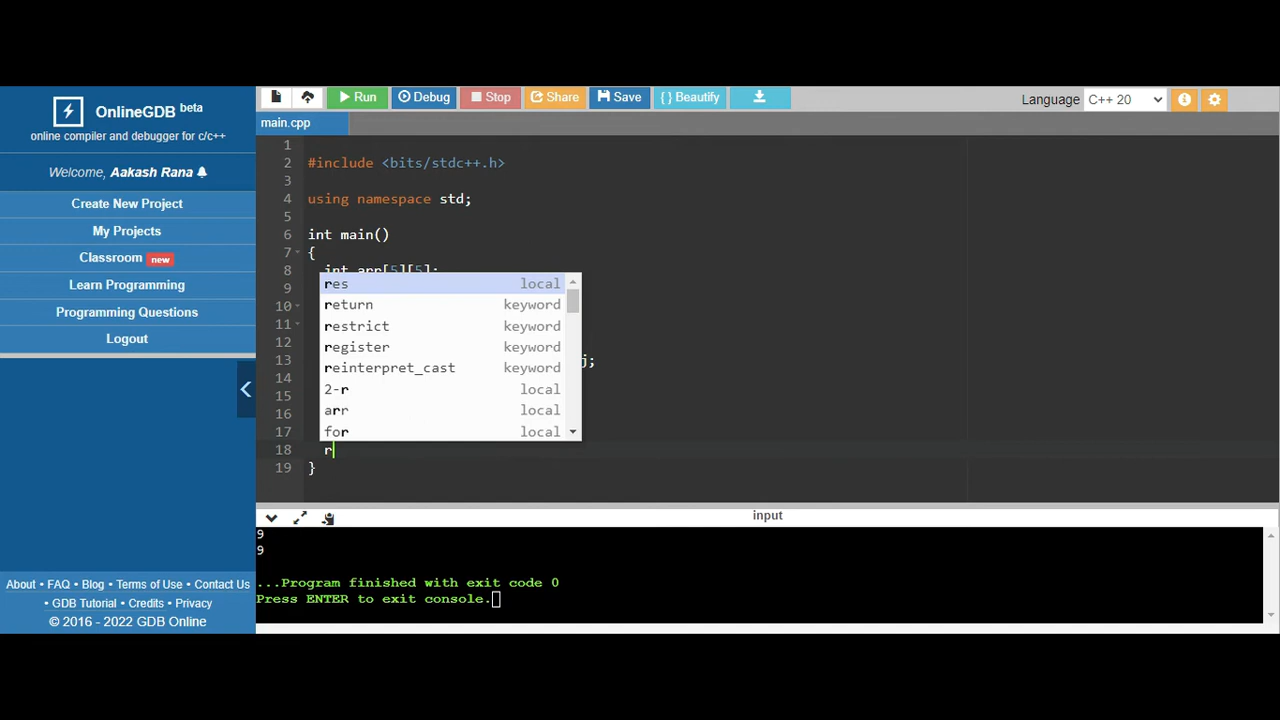 OnlineGDB beta
online compiler and debugger for c/c++
Welcome, Aakash Rana
Create New Project
My Projects
Classroom new
Learn Programming
Programming Questions
Logout
About • FAQ • Blog • Terms of Use • Contact Us
• GDB Tutorial • Credits • Privacy
© 2016 - 2022 GDB Online
Run Debug Stop Share Save { } Beautify
Language C++ 20
main.cpp
1
2 #include <bits/stdc++.h>
3
4 using namespace std;
5
6 int main()
7 {
8 int arr[5][5];
9
10
11
12
13 j;
14
15
16
17
18 r
19 }
res local
return keyword
restrict keyword
register keyword
reinterpret_cast keyword
2-r local
arr local
for local
input
9
9
...Program finished with exit code 0
Press ENTER to exit console.